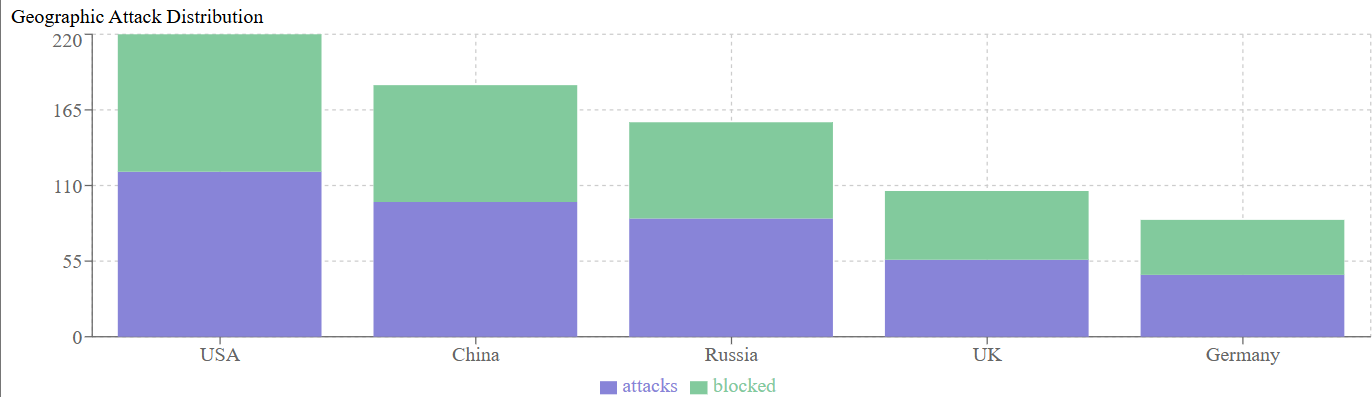 Geographic Attack Distribution
220
165
110
55
0
USA China Russia UK Germany
attacks blocked